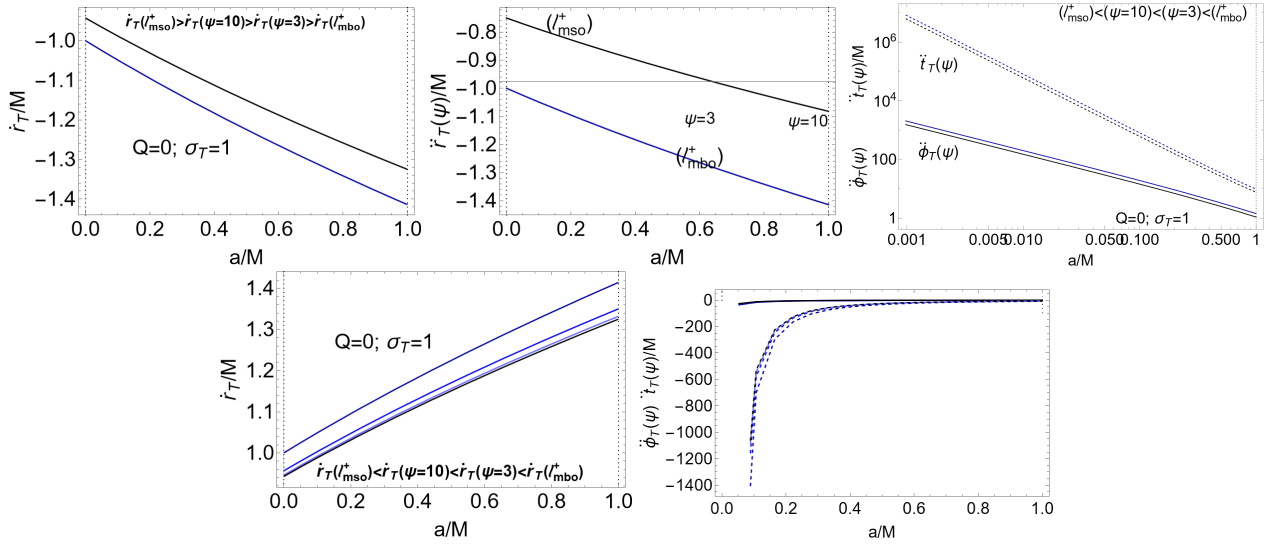 ṙ_T(l⁺_mso)>ṙ_T(ψ=10)>ṙ_T(ψ=3)>ṙ_T(l⁺_mbo)
−1.0
−1.1
−1.2
−1.3
−1.4
ṙ_T/M
Q=0; σ_T=1
0.0 0.2 0.4 0.6 0.8 1.0
a/M
(l⁺_mso)
−0.8
−0.9
−1.0
−1.1
−1.2
−1.3
−1.4
r̈_T(ψ)/M
ψ=3
ψ=10
(l⁺_mbo)
0.0 0.2 0.4 0.6 0.8 1.0
a/M
(l⁺_mso)<(ψ=10)<(ψ=3)<(l⁺_mbo)
10⁶
10⁴
100
1
ϕ̈_T(ψ) ẗ_T(ψ)/M
ẗ_T(ψ)
ϕ̈_T(ψ)
Q=0; σ_T=1
0.001 0.005 0.010 0.050 0.100 0.500 1
a/M
1.4
1.3
1.2
1.1
1.0
ṙ_T/M
Q=0; σ_T=1
ṙ_T(l⁺_mso)<ṙ_T(ψ=10)<ṙ_T(ψ=3)<ṙ_T(l⁺_mbo)
0.0 0.2 0.4 0.6 0.8 1.0
a/M
0
−200
−400
−600
−800
−1000
−1200
−1400
ϕ̈_T(ψ) ẗ_T(ψ)/M
0.0 0.2 0.4 0.6 0.8 1.0
a/M